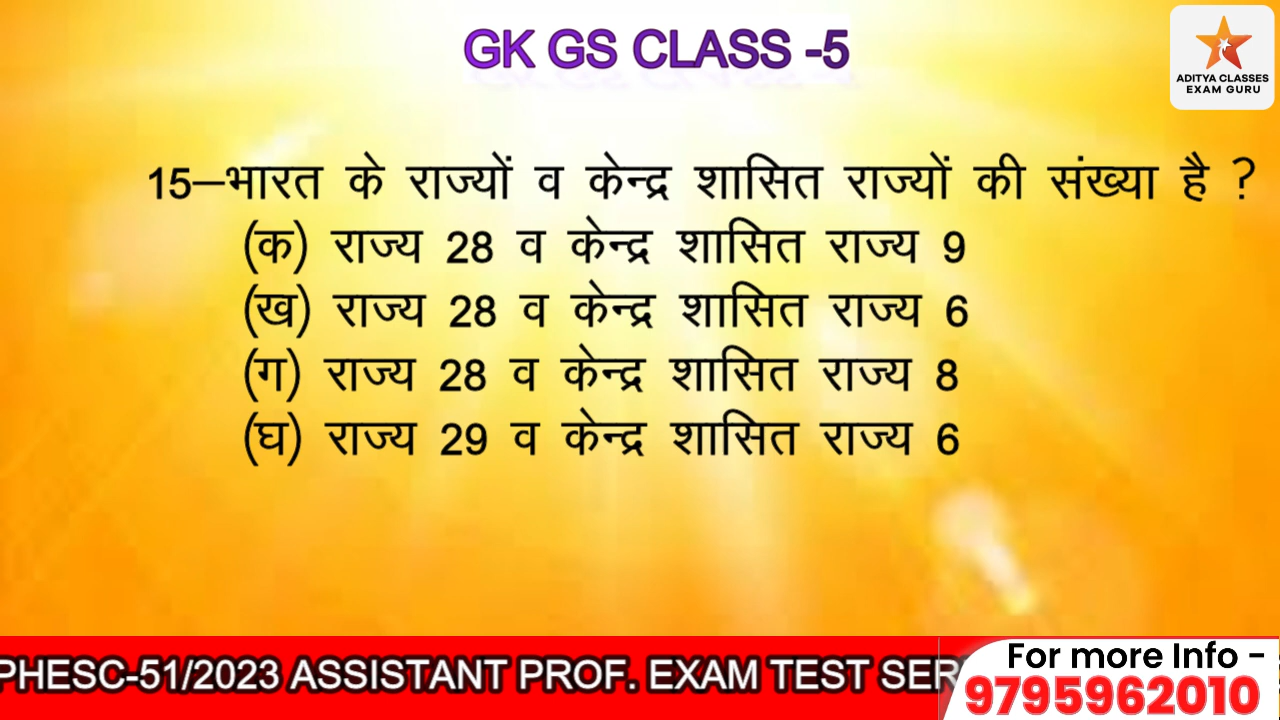 GK GS CLASS -5
ADITYA CLASSES
EXAM GURU
15–भारत के राज्यों व केन्द्र शासित राज्यों की संख्या है ?
(क) राज्य 28 व केन्द्र शासित राज्य 9
(ख) राज्य 28 व केन्द्र शासित राज्य 6
(ग) राज्य 28 व केन्द्र शासित राज्य 8
(घ) राज्य 29 व केन्द्र शासित राज्य 6
PHESC-51/2023 ASSISTANT PROF. EXAM TEST SER
For more Info -
9795962010